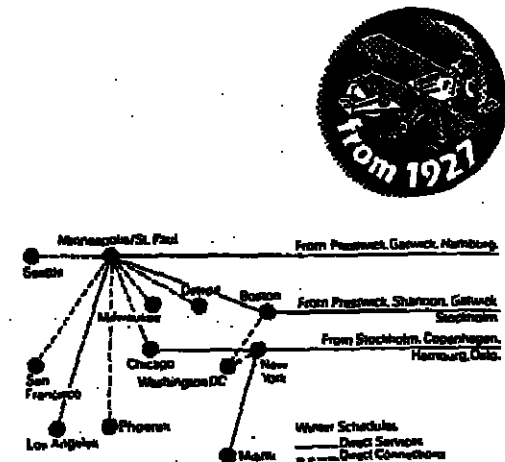 from 1927
Minneapolis/St. Paul
From Prestwick, Gatwick, Hamburg.
Seattle
Detroit
Boston
From Prestwick, Shannon, Gatwick
Stockholm
Milwaukee
From Stockholm, Copenhagen,
Hamburg, Oslo.
Chicago
Washington DC
New
York
San
Francisco
Los Angeles
Phoenix
Miami
Winter Schedules
Direct Services
Direct Connections